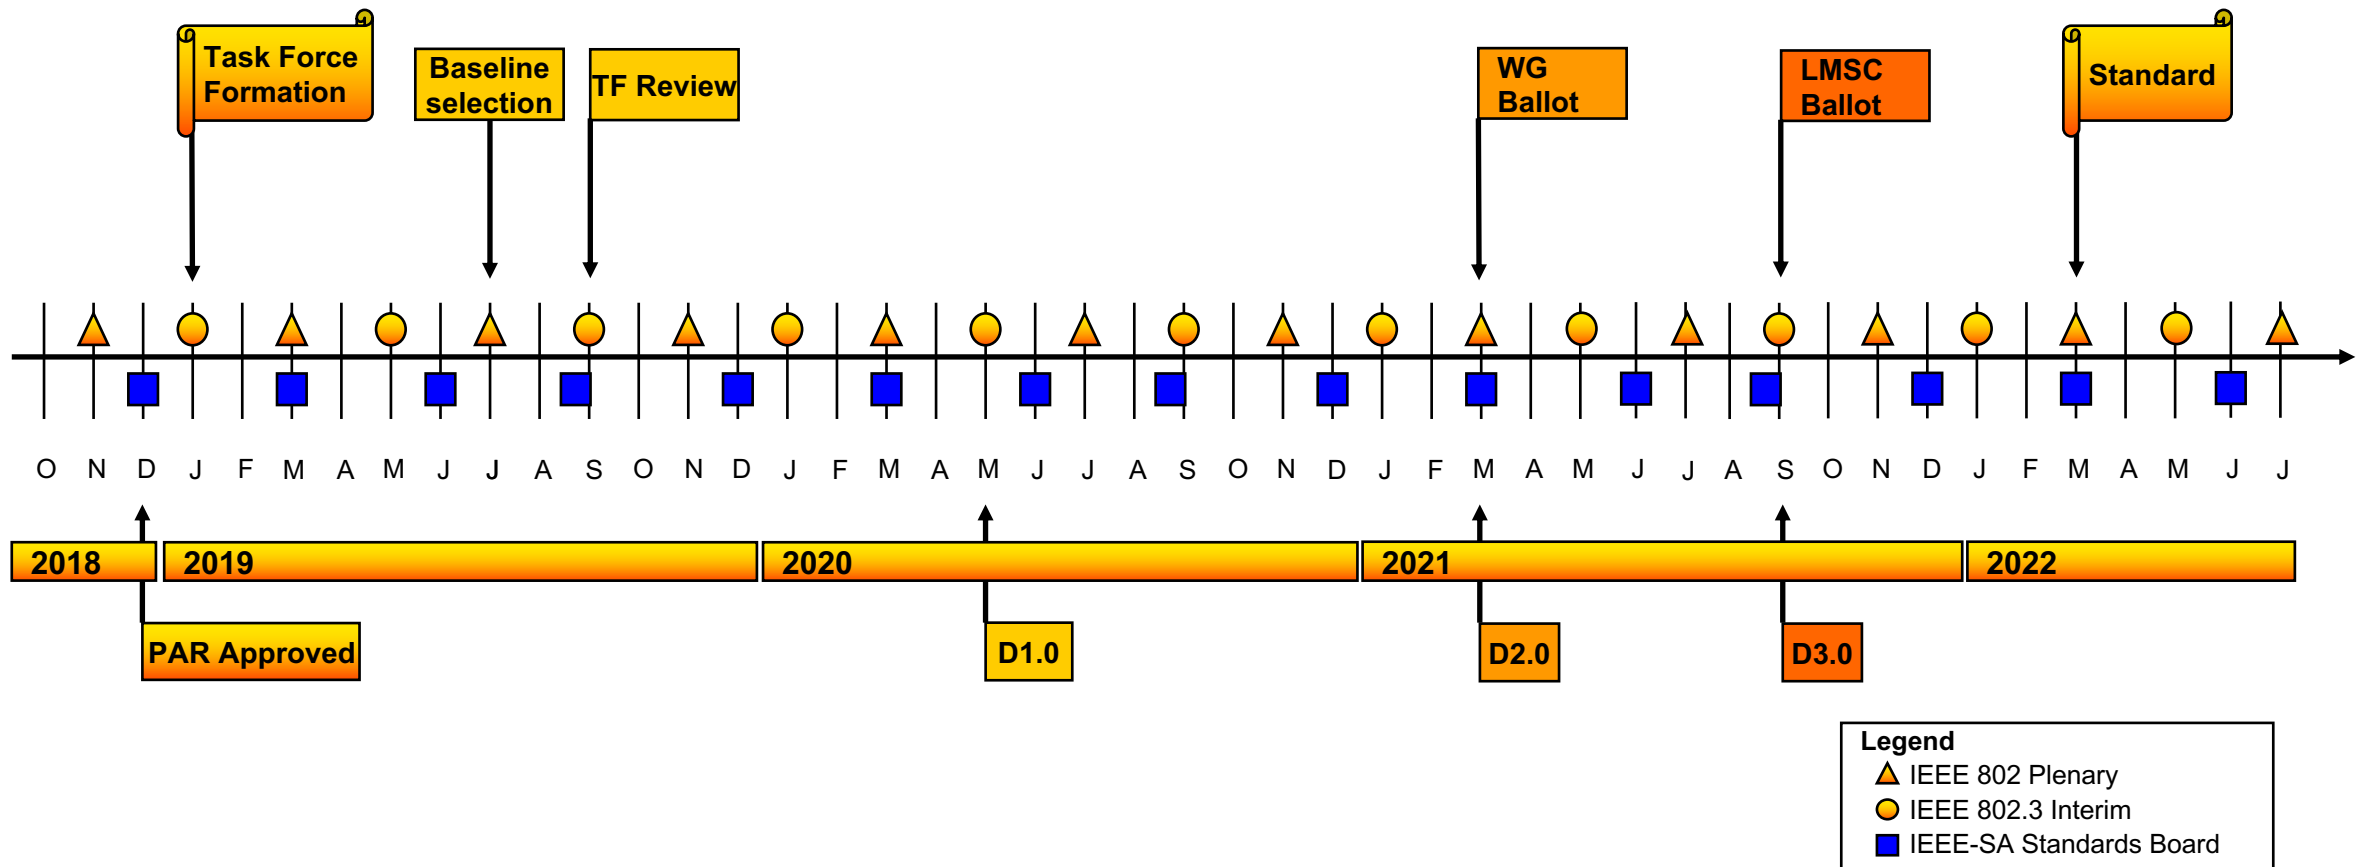 Task Force
Formation
Baseline
selection
TF Review
WG
Ballot
LMSC
Ballot
Standard
O N D J F M A M J J A S O N D J F M A M J J A S O N D J F M A M J J A S O N D J F M A M J J
2018 2019 2020 2021 2022
PAR Approved D1.0 D2.0 D3.0
Legend
IEEE 802 Plenary
IEEE 802.3 Interim
IEEE-SA Standards Board